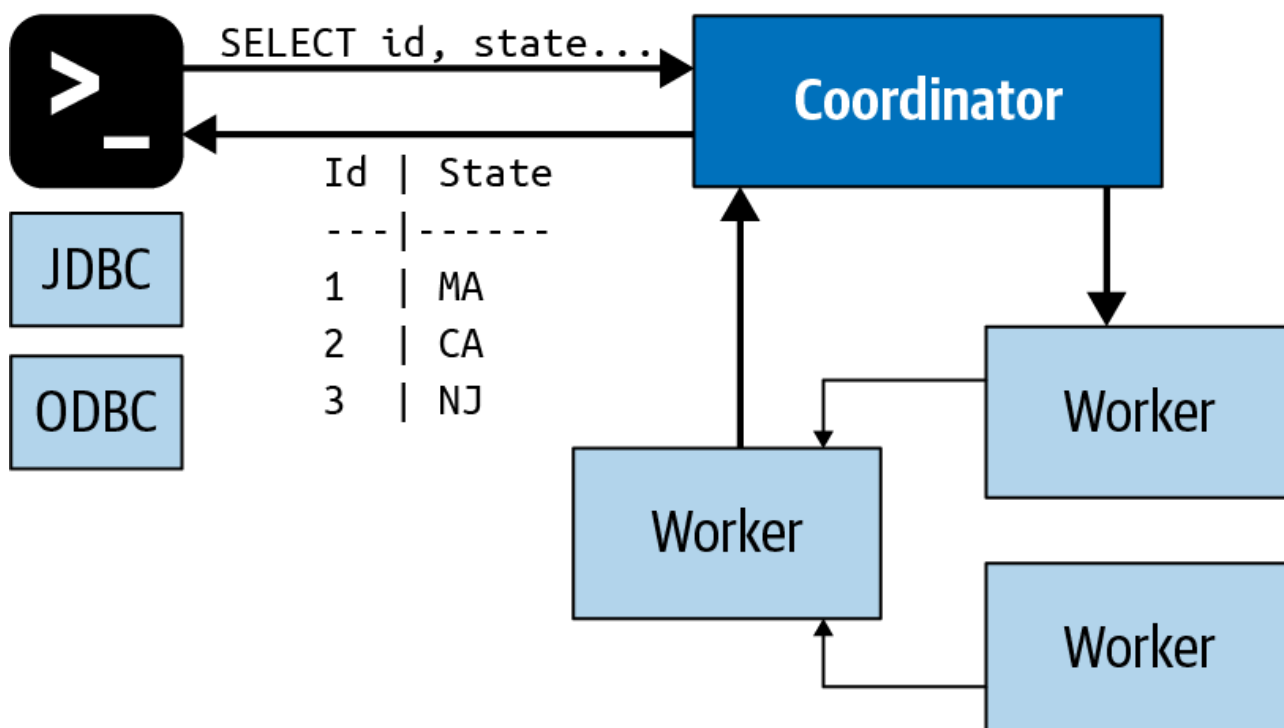 >_
SELECT id, state...
Coordinator
Id | State
---|------
1 | MA
2 | CA
3 | NJ
JDBC
ODBC
Worker
Worker
Worker